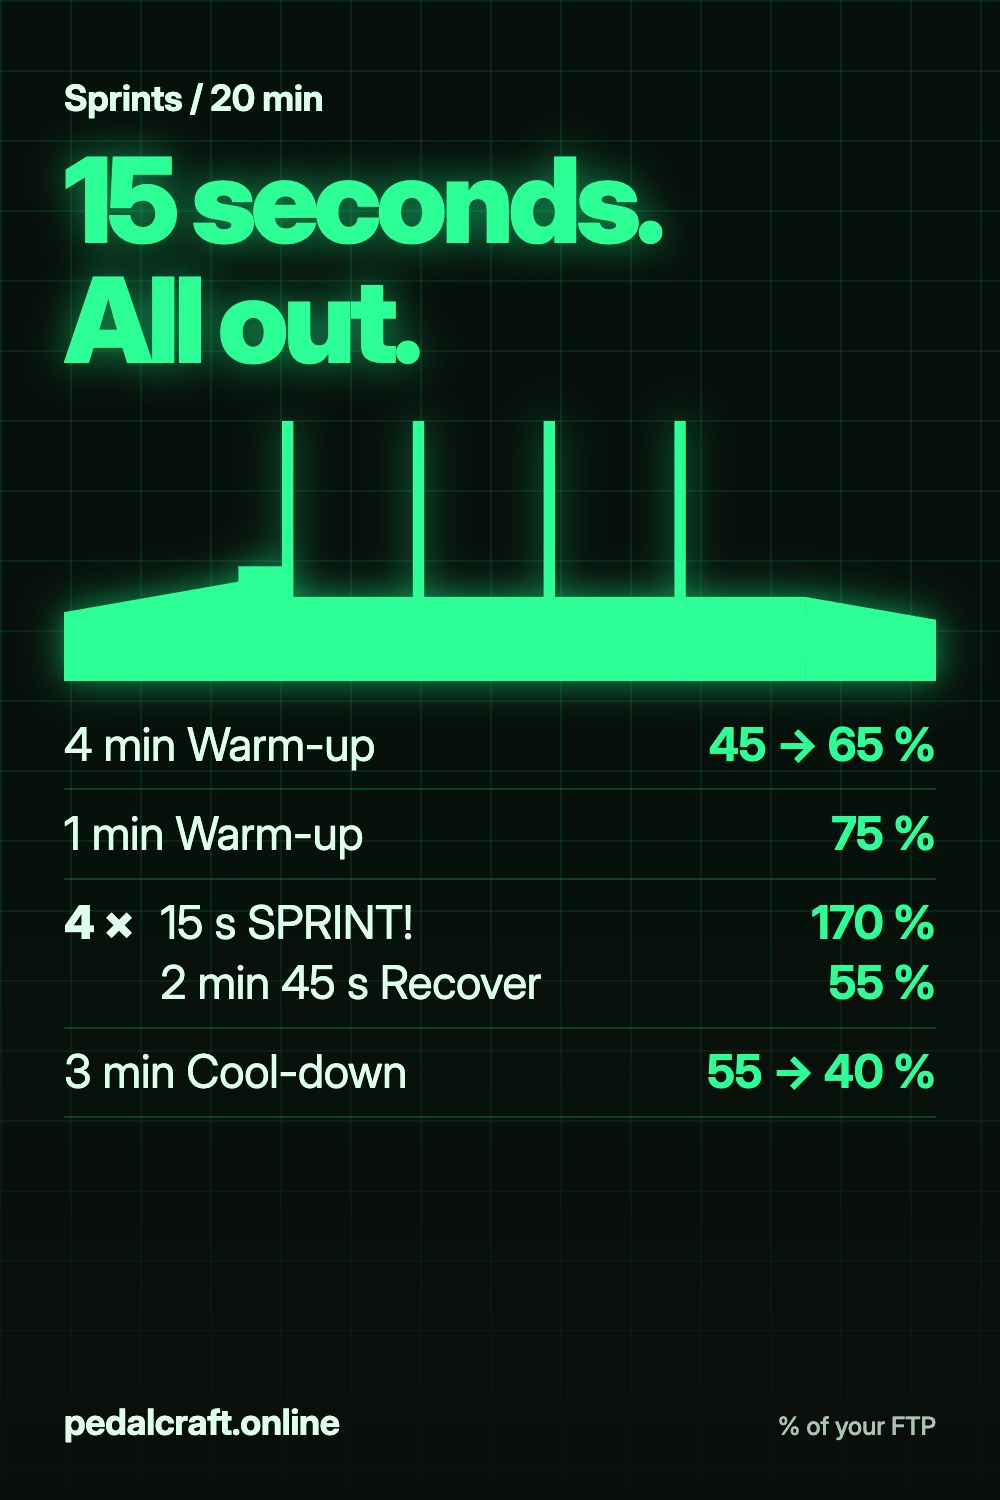 Sprints / 20 min
15 seconds.
All out.
4 min Warm-up 45 → 65 %
1 min Warm-up 75 %
4 × 15 s SPRINT! 170 %
2 min 45 s Recover 55 %
3 min Cool-down 55 → 40 %
pedalcraft.online % of your FTP